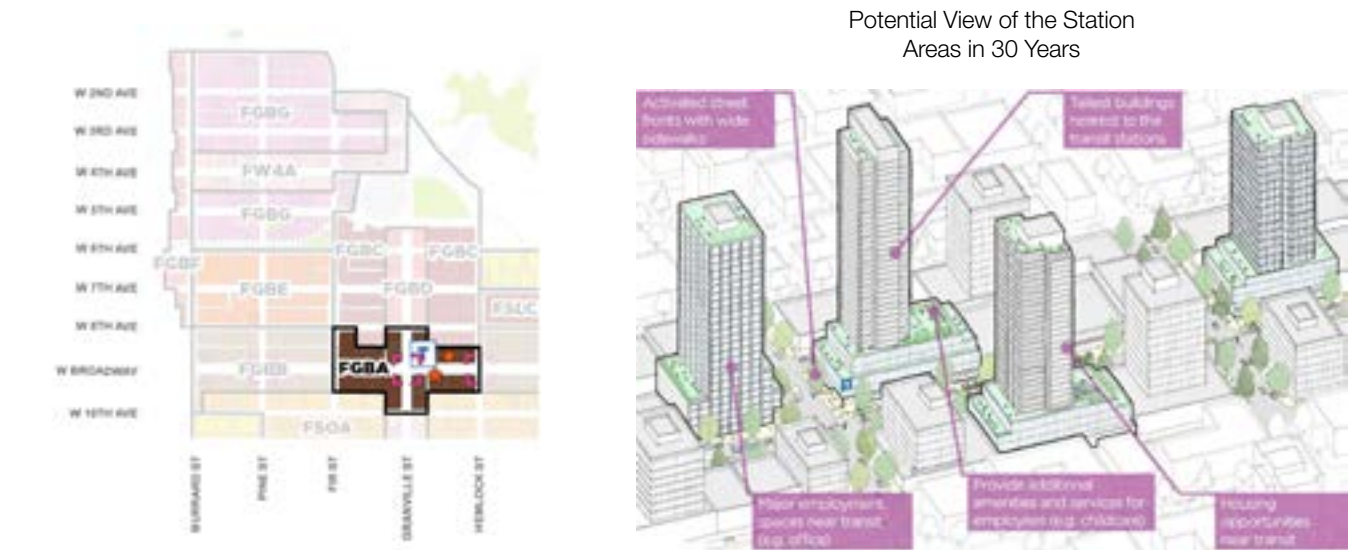 Potential View of the Station
Areas in 30 Years
W 2ND AVE
W 3RD AVE
W 4TH AVE
W 5TH AVE
W 6TH AVE
W 7TH AVE
W 8TH AVE
W BROADWAY
W 10TH AVE
FGBG
FW4A
FGBG
FGBF
FGBC
FGBC
FGBE
FGBD
FSLC
FGBB
FGBA
FSOA
BURRARD ST
PINE ST
FIR ST
GRANVILLE ST
HEMLOCK ST
Activated street
fronts with wide
sidewalks
Tallest buildings
nearest to the
transit stations
Major employment
spaces near transit
(e.g. office)
Provide additional
amenities and services for
employees (e.g. childcare)
Housing
opportunities
near transit